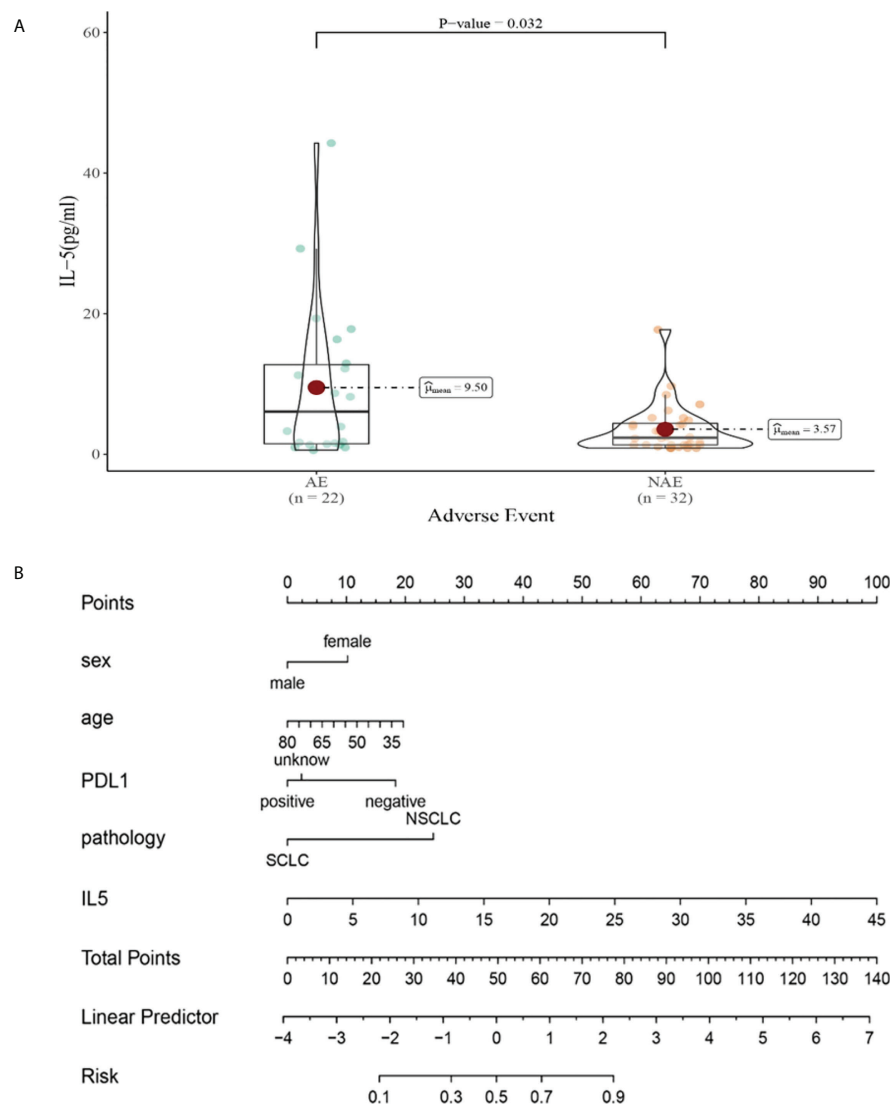 A
P-value = 0.032
60
40
20
0
IL-5(pg/ml)
μ̂mean = 9.50
μ̂mean = 3.57
AE
(n = 22)
NAE
(n = 32)
Adverse Event
B
Points
0 10 20 30 40 50 60 70 80 90 100
sex
female
male
age
80 65 50 35
PDL1
unknow
positive negative
pathology
NSCLC
SCLC
IL5
0 5 10 15 20 25 30 35 40 45
Total Points
0 10 20 30 40 50 60 70 80 90 100 110 120 130 140
Linear Predictor
-4 -3 -2 -1 0 1 2 3 4 5 6 7
Risk
0.1 0.3 0.5 0.7 0.9